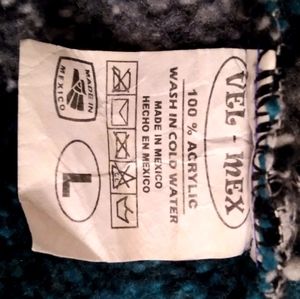 VEL - MEX
100 % ACRYLIC
WASH IN COLD WATER
MADE IN MEXICO
HECHO EN MEXICO
MADE IN
MEXICO
L